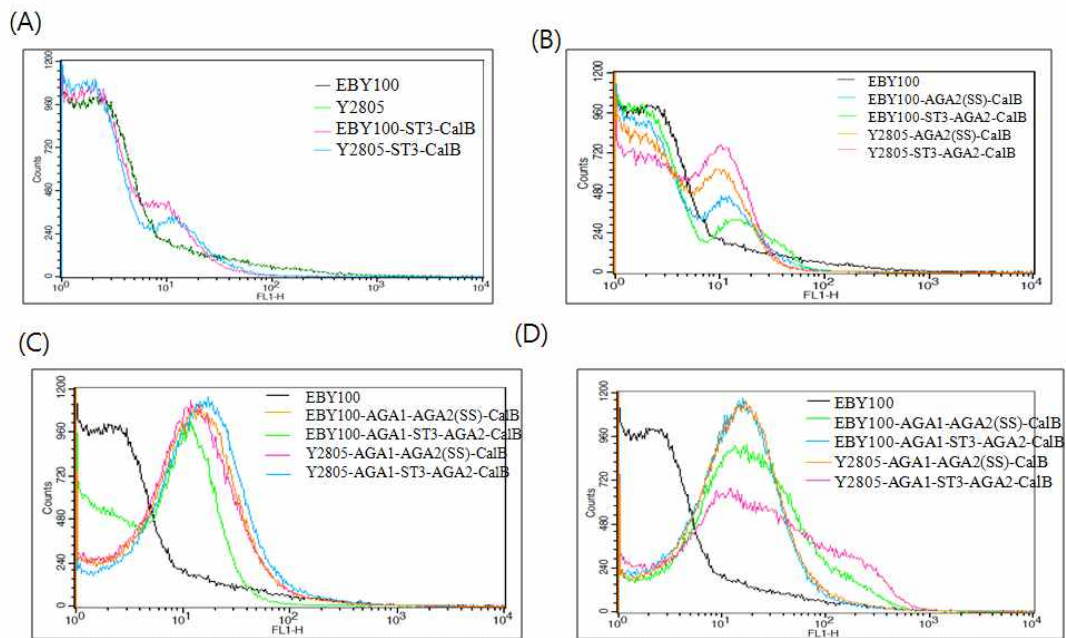 (A)
1200
960
720
480
240
0
Counts
10^0
10^1
10^2
10^3
10^4
FL1-H
EBY100
Y2805
EBY100-ST3-CalB
Y2805-ST3-CalB
(B)
1200
960
720
480
240
0
Counts
10^0
10^1
10^2
10^3
10^4
FL1-H
EBY100
EBY100-AGA2(SS)-CalB
EBY100-ST3-AGA2-CalB
Y2805-AGA2(SS)-CalB
Y2805-ST3-AGA2-CalB
(C)
1200
960
720
480
240
0
Counts
10^0
10^1
10^2
10^3
10^4
FL1-H
EBY100
EBY100-AGA1-AGA2(SS)-CalB
EBY100-AGA1-ST3-AGA2-CalB
Y2805-AGA1-AGA2(SS)-CalB
Y2805-AGA1-ST3-AGA2-CalB
(D)
1200
960
720
480
240
0
Counts
10^0
10^1
10^2
10^3
10^4
FL1-H
EBY100
EBY100-AGA1-AGA2(SS)-CalB
EBY100-AGA1-ST3-AGA2-CalB
Y2805-AGA1-AGA2(SS)-CalB
Y2805-AGA1-ST3-AGA2-CalB